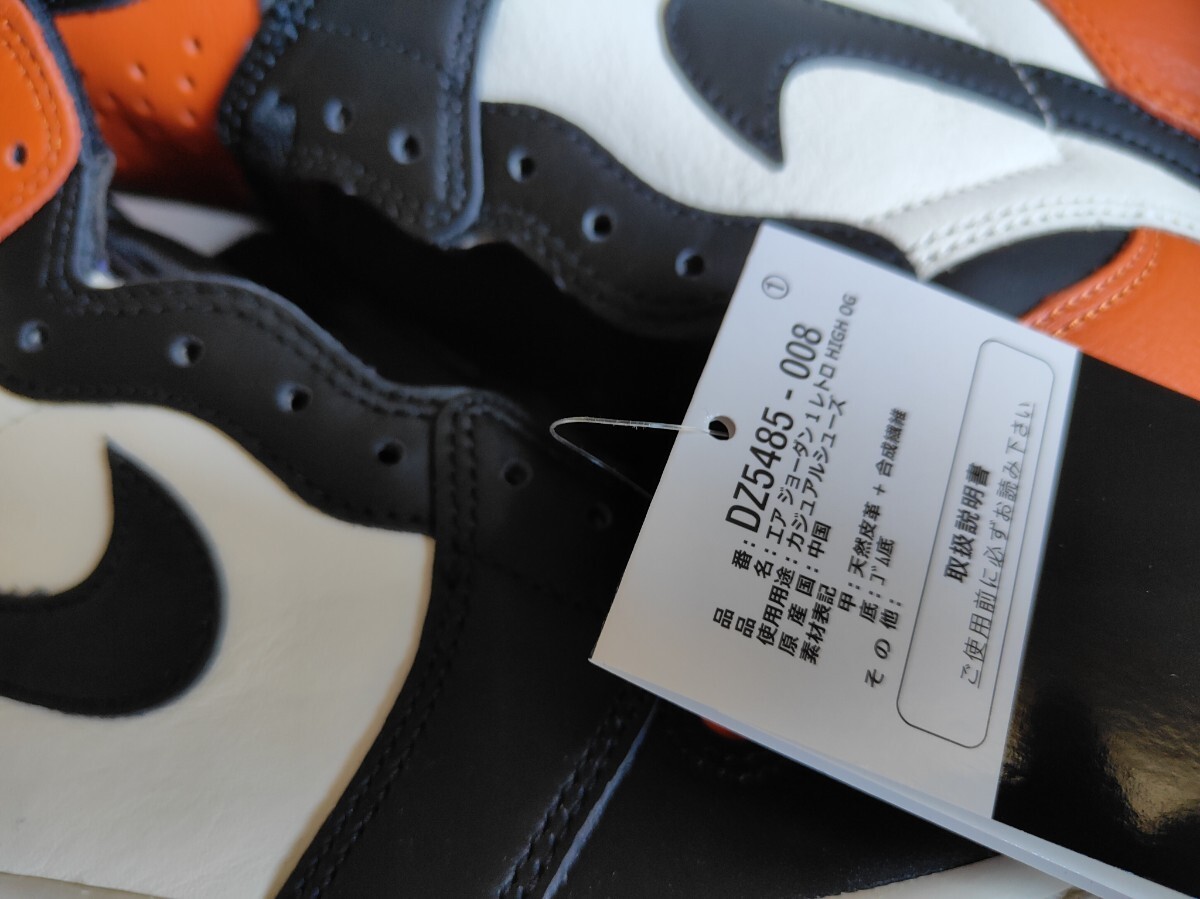 ①
品 番：DZ5485 - 008
品 名：エア ジョーダン 1 レトロ HIGH OG
使用用途：カジュアルシューズ
原 産 国：中国
素材表記
甲：天然皮革 + 合成繊維
底：ｺﾞﾑ底
そ の 他：
取扱説明書
ご使用前に必ずお読み下さい